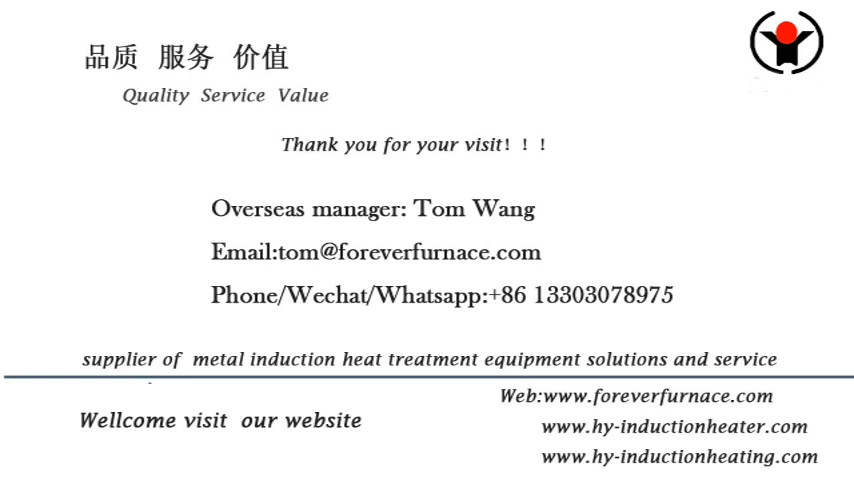 品质 服务 价值
Quality Service Value
Thank you for your visit！！！
Overseas manager: Tom Wang
Email:tom@foreverfurnace.com
Phone/Wechat/Whatsapp:+86 13303078975
supplier of metal induction heat treatment equipment solutions and service
Web:www.foreverfurnace.com
Wellcome visit our website
www.hy-inductionheater.com
www.hy-inductionheating.com